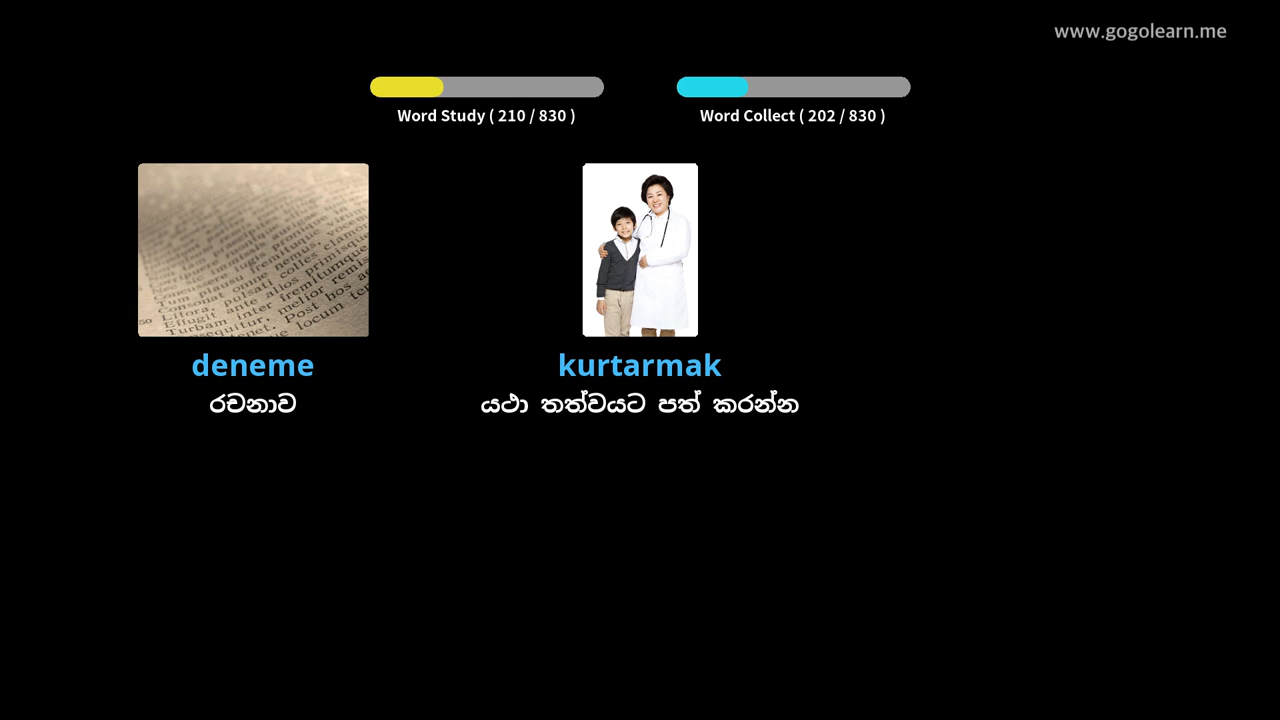 www.gogolearn.me
Word Study ( 210 / 830 )
Word Collect ( 202 / 830 )
deneme
රචනාව
kurtarmak
යථා තත්වයට පත් කරන්න